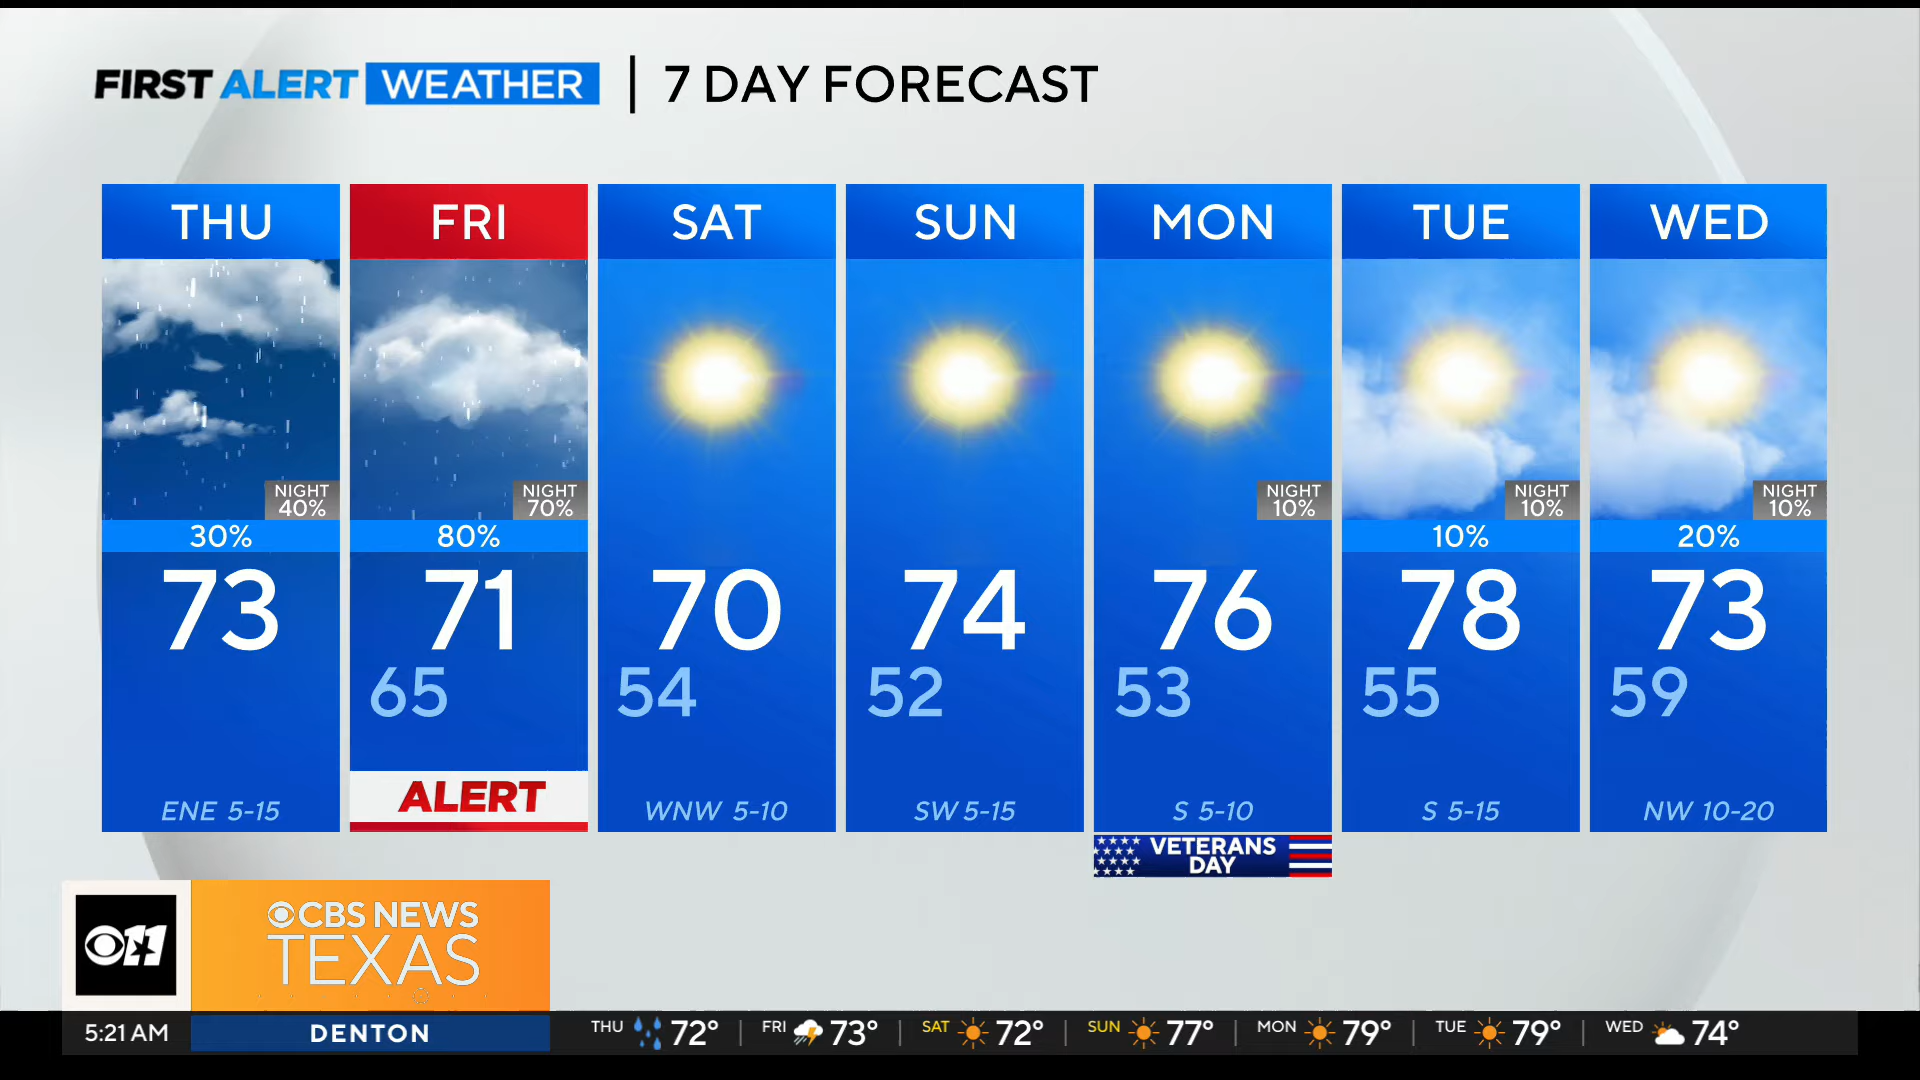 FIRST ALERT WEATHER | 7 DAY FORECAST
THU FRI SAT SUN MON TUE WED
NIGHT NIGHT NIGHT NIGHT NIGHT
40% 70% 10% 10% 10%
30% 80% 10% 20%
73 71 70 74 76 78 73
65 54 52 53 55 59
ALERT
ENE 5-15 WNW 5-10 SW 5-15 S 5-10 S 5-15 NW 10-20
VETERANS
DAY
11 CBS NEWS
TEXAS
5:21 AM DENTON THU 72° FRI 73° SAT 72° SUN 77° MON 79° TUE 79° WED 74°